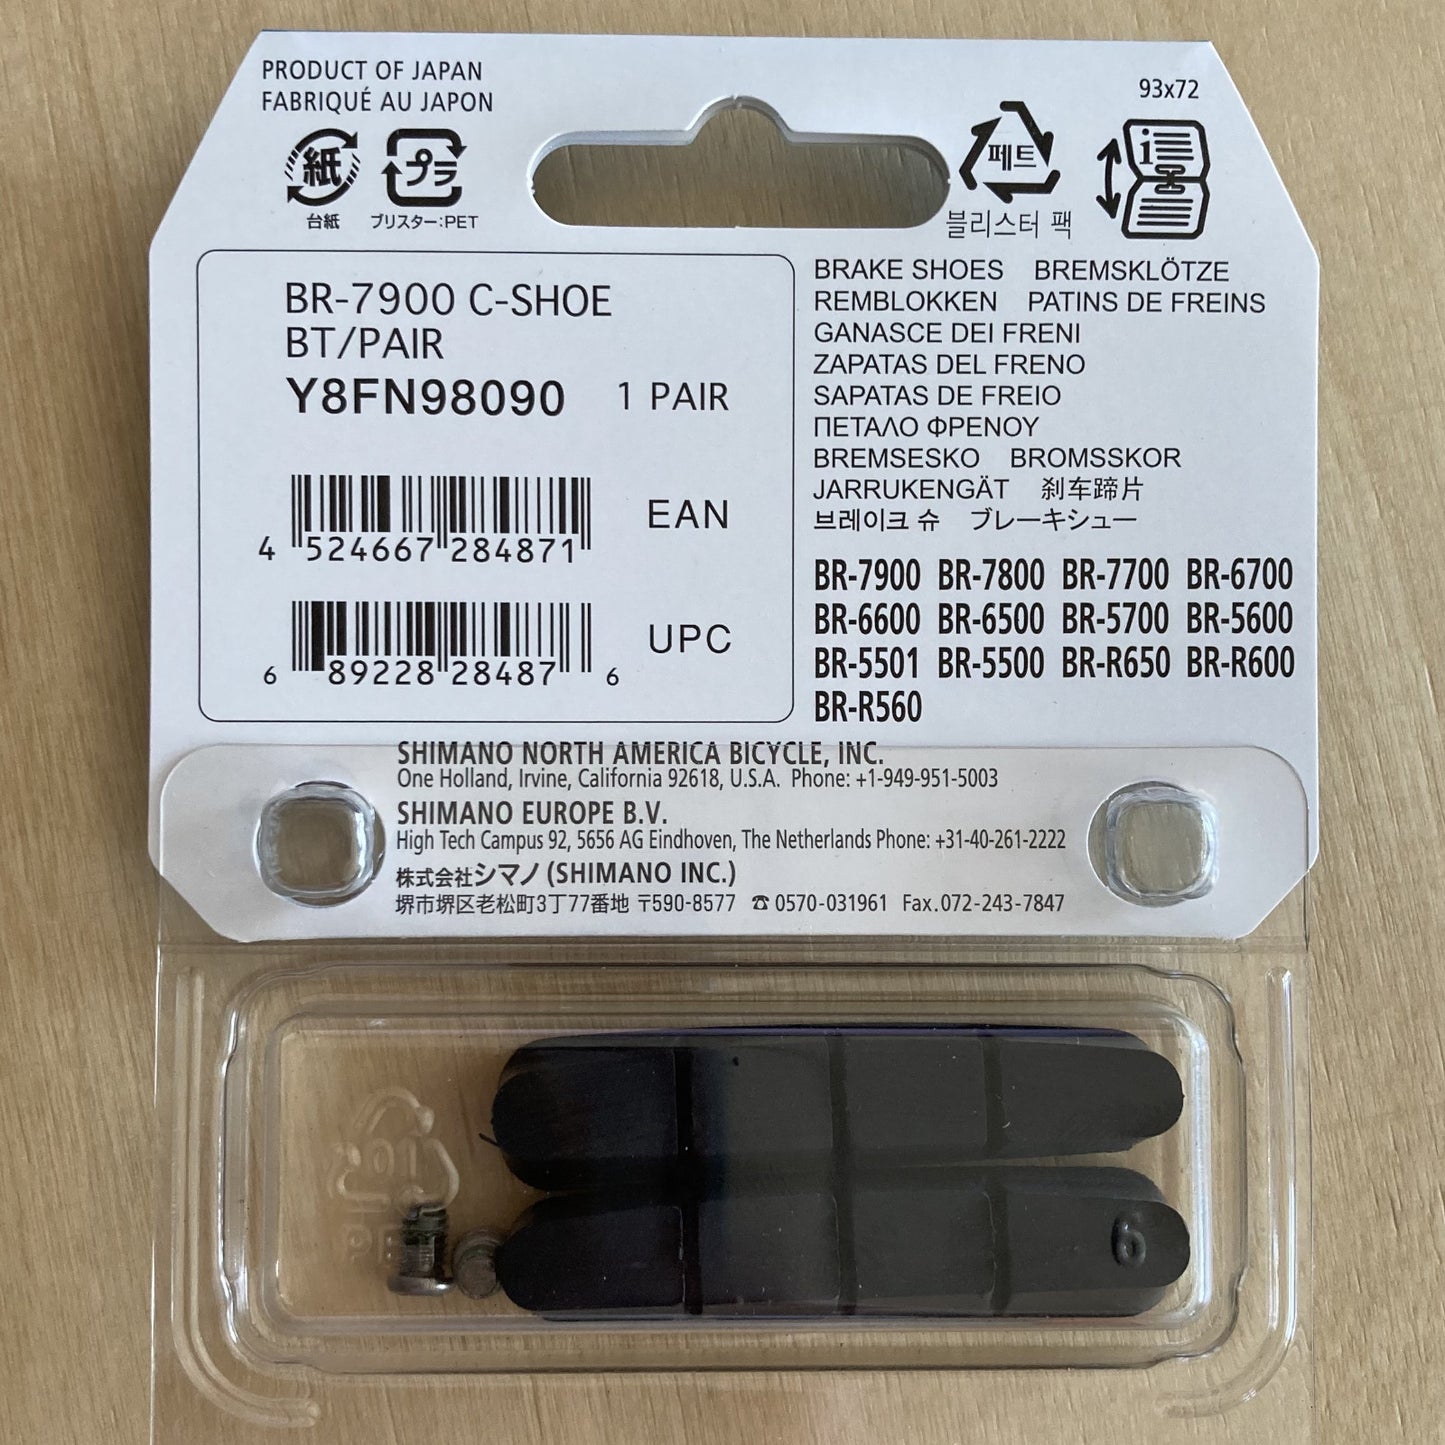 PRODUCT OF JAPAN
FABRIQUÉ AU JAPON
93x72
紙
プラ
페트
i
台紙
ブリスター:PET
블리스터 팩
BR-7900 C-SHOE
BT/PAIR
Y8FN98090 1 PAIR
4 524667 284871
EAN
6 89228 28487 6
UPC
BRAKE SHOES BREMSKLÖTZE
REMBLOKKEN PATINS DE FREINS
GANASCE DEI FRENI
ZAPATAS DEL FRENO
SAPATAS DE FREIO
ΠΕΤΑΛΟ ΦΡΕΝΟΥ
BREMSESKO BROMSSKOR
JARRUKENGÄT 刹车蹄片
브레이크 슈 ブレーキシュー
BR-7900 BR-7800 BR-7700 BR-6700
BR-6600 BR-6500 BR-5700 BR-5600
BR-5501 BR-5500 BR-R650 BR-R600
BR-R560
SHIMANO NORTH AMERICA BICYCLE, INC.
One Holland, Irvine, California 92618, U.S.A. Phone: +1-949-951-5003
SHIMANO EUROPE B.V.
High Tech Campus 92, 5656 AG Eindhoven, The Netherlands Phone: +31-40-261-2222
株式会社シマノ (SHIMANO INC.)
堺市堺区老松町3丁77番地 〒590-8577 ☎ 0570-031961 Fax.072-243-7847
01
PET
6